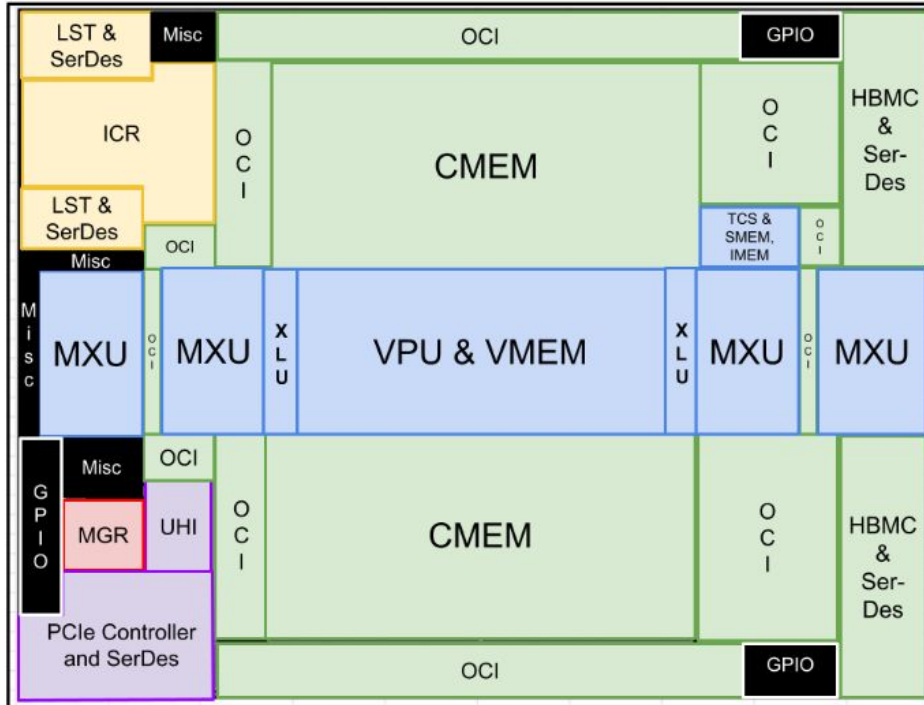 LST &
SerDes
Misc
OCI
GPIO
HBMC
&
Ser-
Des
ICR
O
C
I
CMEM
O
C
I
LST &
SerDes
OCI
TCS &
SMEM,
IMEM
O
C
I
Misc
M
i
s
c
MXU
O
C
I
MXU
X
L
U
VPU & VMEM
X
L
U
MXU
O
C
I
MXU
G
P
I
O
Misc
OCI
MGR
UHI
O
C
I
CMEM
O
C
I
HBMC
&
Ser-
Des
PCIe Controller
and SerDes
OCI
GPIO